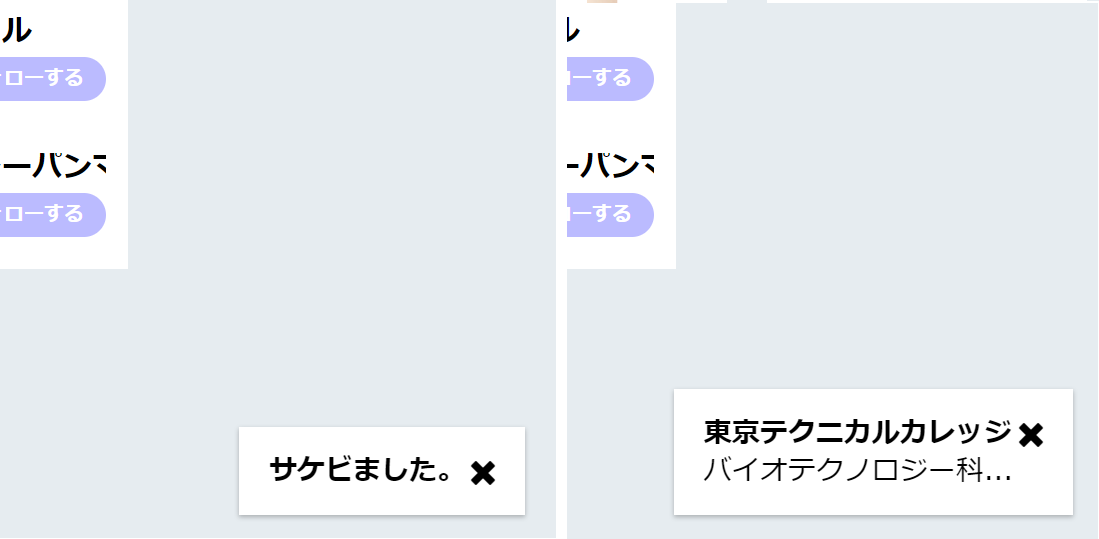 ル
ローする
ーパンマ
ローする
サケビました。
ル
ーする
ーパンマ
ーする
東京テクニカルカレッジ
バイオテクノロジー科…